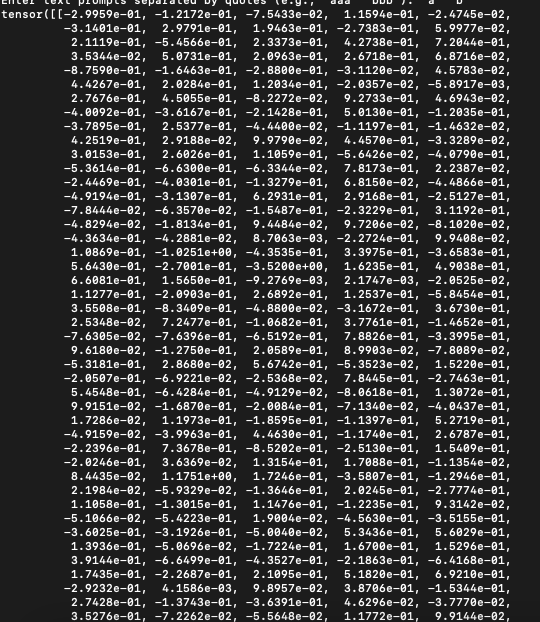 Enter text prompts separated by quotes (e.g., "aaa" "bbb"): "a" "b"
tensor([[-2.9959e-01, -1.2172e-01, -7.5433e-02, 1.1594e-01, -2.4745e-02,
-3.1401e-02, 2.9791e-01, 1.9463e-01, -2.7383e-01, 5.9977e-02,
2.1119e-01, -5.4566e-01, 2.3373e-01, 4.2738e-01, 7.2044e-01,
3.5344e-02, 5.0731e-02, 2.0963e-01, 2.6718e-01, 6.8716e-02,
-8.7590e-01, -1.6463e-01, -2.8800e-01, -3.1120e-02, 4.5783e-02,
4.4267e-01, 2.0284e-01, 1.2034e-01, -2.0357e-02, -5.8917e-03,
2.7676e-01, 4.5055e-01, -8.2272e-02, 9.2733e-01, 4.6943e-02,
-4.0092e-01, -3.6167e-01, -2.1428e-01, 5.0130e-01, -1.2035e-01,
-3.7895e-01, 2.5377e-01, -4.4400e-02, -1.1197e-01, -1.4632e-02,
4.2519e-01, 2.9188e-02, 9.9790e-02, 4.4570e-01, -3.3289e-01,
3.0153e-01, 2.6026e-01, 1.1059e-01, -5.6426e-02, -4.0790e-01,
-5.3614e-01, -6.6300e-01, -6.3344e-02, 7.8173e-01, 2.2387e-02,
-2.4469e-01, -4.0301e-01, -1.3279e-01, 6.8150e-02, -4.4866e-01,
-4.9194e-01, -3.1307e-01, 6.2931e-01, 2.9168e-01, -2.5127e-01,
-7.8444e-02, -6.3570e-02, -1.5487e-01, -2.3229e-01, 3.1192e-01,
-4.8294e-02, -1.8134e-01, 9.4484e-02, 9.7206e-02, -8.1020e-02,
-4.3634e-01, -4.2881e-02, 8.7063e-03, -2.2724e-01, 9.9408e-02,
1.0869e-01, -1.0251e+00, -4.3535e-01, 3.3975e-01, -3.6583e-01,
5.6430e-01, -2.7001e-01, -3.5200e+00, 1.6235e-01, 4.9038e-01,
6.6081e-01, 1.5650e-01, -9.2769e-03, 2.1747e-03, -2.0525e-02,
1.1277e-01, -2.0903e-01, 2.6892e-01, 1.2537e-01, -5.8454e-01,
3.5508e-01, -8.3409e-01, -4.8800e-02, -3.1672e-01, 3.6730e-01,
2.5348e-02, 7.2477e-01, -1.0682e-01, 3.7761e-01, -1.4652e-01,
-7.6305e-02, -7.6396e-01, -6.5192e-01, 7.8826e-01, -3.3995e-01,
9.6180e-02, -1.2750e-01, 2.0589e-01, 8.9903e-02, -7.8089e-02,
-5.3181e-01, 2.8680e-02, 5.6742e-01, -5.3523e-02, 1.5220e-01,
-2.0507e-01, -6.9221e-02, -2.5368e-02, 7.8445e-01, -2.7463e-01,
5.4548e-01, -6.4284e-01, -4.9129e-02, -8.0618e-01, 1.3072e-01,
9.9151e-02, -1.6870e-01, -2.0084e-01, -7.1340e-02, -4.0437e-01,
1.7286e-01, 1.1973e-01, -1.8595e-01, -1.1397e-01, 5.2719e-01,
-4.9159e-02, -3.9963e-01, 4.4630e-01, -1.1740e-01, 2.6787e-01,
-2.2396e-01, 7.3678e-01, -8.5202e-01, -2.5130e-01, 1.5409e-01,
-2.0246e-01, 3.6369e-02, 1.3154e-01, 1.7088e-01, -1.1354e-02,
8.4435e-02, 1.1751e+00, 1.7246e-01, -3.5807e-01, -1.2946e-01,
2.1984e-02, -5.9329e-02, -1.3646e-01, 2.0245e-01, -2.7774e-01,
1.1058e-01, -1.3015e-01, 1.1476e-01, -1.2235e-01, 9.3142e-02,
-5.1066e-02, -5.4223e-01, 1.9004e-02, -4.5630e-01, -3.5155e-01,
-3.6025e-01, -3.1926e-01, -5.0040e-02, 5.3436e-01, 5.6029e-01,
1.3936e-01, -5.0696e-02, -1.7224e-01, 1.6700e-01, 1.5296e-01,
3.9144e-01, -6.6499e-01, -4.3527e-01, -2.1863e-01, -6.4168e-01,
1.7435e-01, -2.2687e-01, 2.1095e-01, 5.1820e-01, 6.9210e-01,
-2.9232e-01, 4.1586e-03, 9.8957e-02, 3.8706e-01, -1.5344e-01,
2.7428e-01, -1.3743e-01, -3.6391e-01, 4.6296e-02, -3.7770e-02,
3.5276e-01, -7.2262e-02, -5.5648e-02, 1.1772e-01, 9.9144e-02,